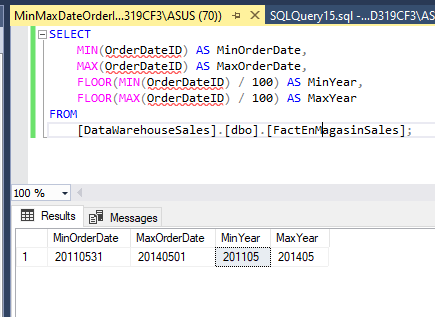 MinMaxDateOrderI...319CF3\ASUS (70)) SQLQuery15.sql -...D319CF3\AS
SELECT
MIN(OrderDateID) AS MinOrderDate,
MAX(OrderDateID) AS MaxOrderDate,
FLOOR(MIN(OrderDateID) / 100) AS MinYear,
FLOOR(MAX(OrderDateID) / 100) AS MaxYear
FROM
[DataWarehouseSales].[dbo].[FactEnMagasinSales];
100 %
Results Messages
MinOrderDate MaxOrderDate MinYear MaxYear
1 20110531 20140501 201105 201405